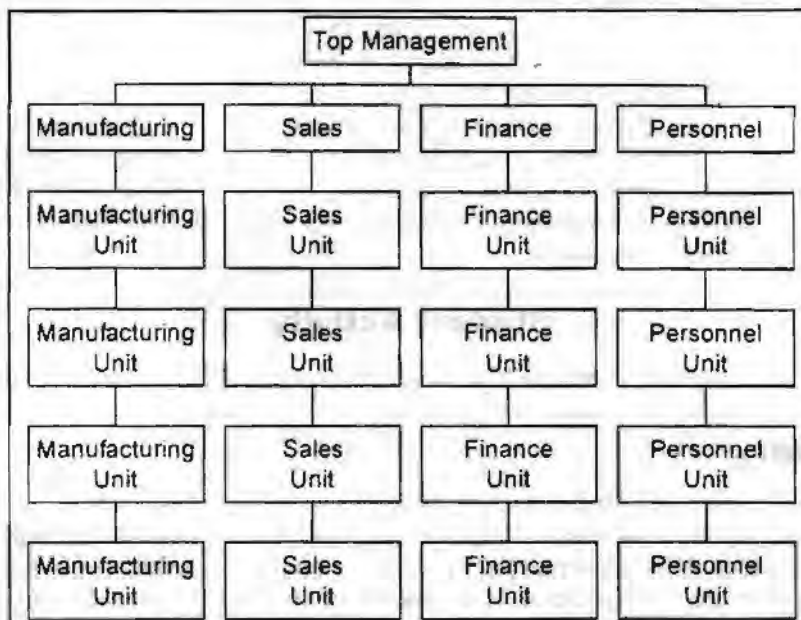 Top Management
Manufacturing
Sales
Finance
Personnel
Manufacturing
Unit
Sales
Unit
Finance
Unit
Personnel
Unit
Manufacturing
Unit
Sales
Unit
Finance
Unit
Personnel
Unit
Manufacturing
Unit
Sales
Unit
Finance
Unit
Personnel
Unit
Manufacturing
Unit
Sales
Unit
Finance
Unit
Personnel
Unit